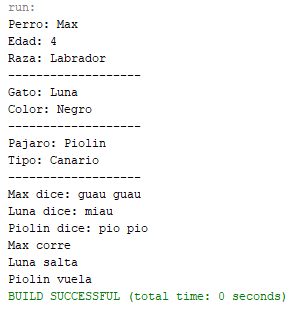 run:
Perro: Max
Edad: 4
Raza: Labrador
-------------------
Gato: Luna
Color: Negro
-------------------
Pajaro: Piolin
Tipo: Canario
-------------------
Max dice: guau guau
Luna dice: miau
Piolin dice: pio pio
Max corre
Luna salta
Piolin vuela
BUILD SUCCESSFUL (total time: 0 seconds)